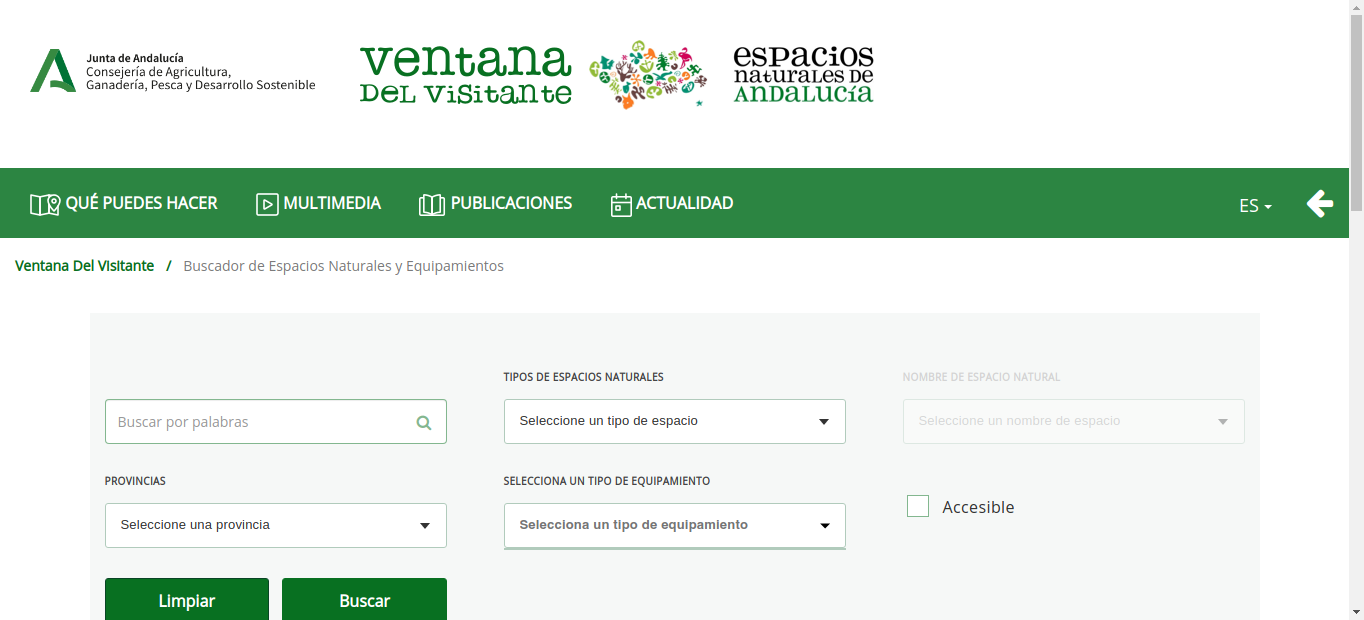 Junta de Andalucía
Consejería de Agricultura,
Ganadería, Pesca y Desarrollo Sostenible
ventana
DEL VISITANTE
espacios
naturales DE
ANDALUCÍA
QUÉ PUEDES HACER
MULTIMEDIA
PUBLICACIONES
ACTUALIDAD
ES
Ventana Del Visitante / Buscador de Espacios Naturales y Equipamientos
TIPOS DE ESPACIOS NATURALES
NOMBRE DE ESPACIO NATURAL
Buscar por palabras
Seleccione un tipo de espacio
Seleccione un nombre de espacio
PROVINCIAS
SELECCIONA UN TIPO DE EQUIPAMIENTO
Seleccione una provincia
Selecciona un tipo de equipamiento
Accesible
Limpiar
Buscar